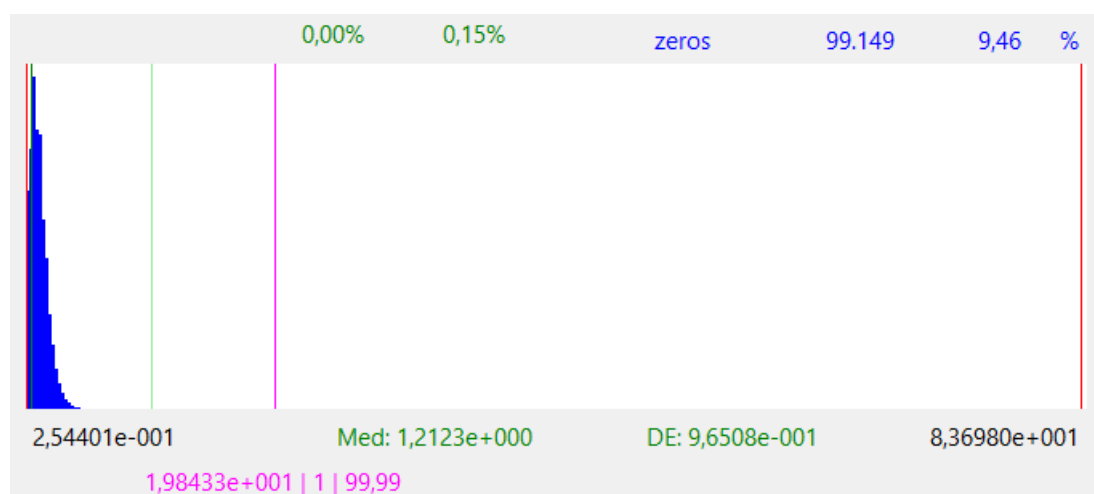 0,00% 0,15% zeros 99.149 9,46 %
2,54401e-001 Med: 1,2123e+000 DE: 9,6508e-001 8,36980e+001
1,98433e+001 | 1 | 99,99